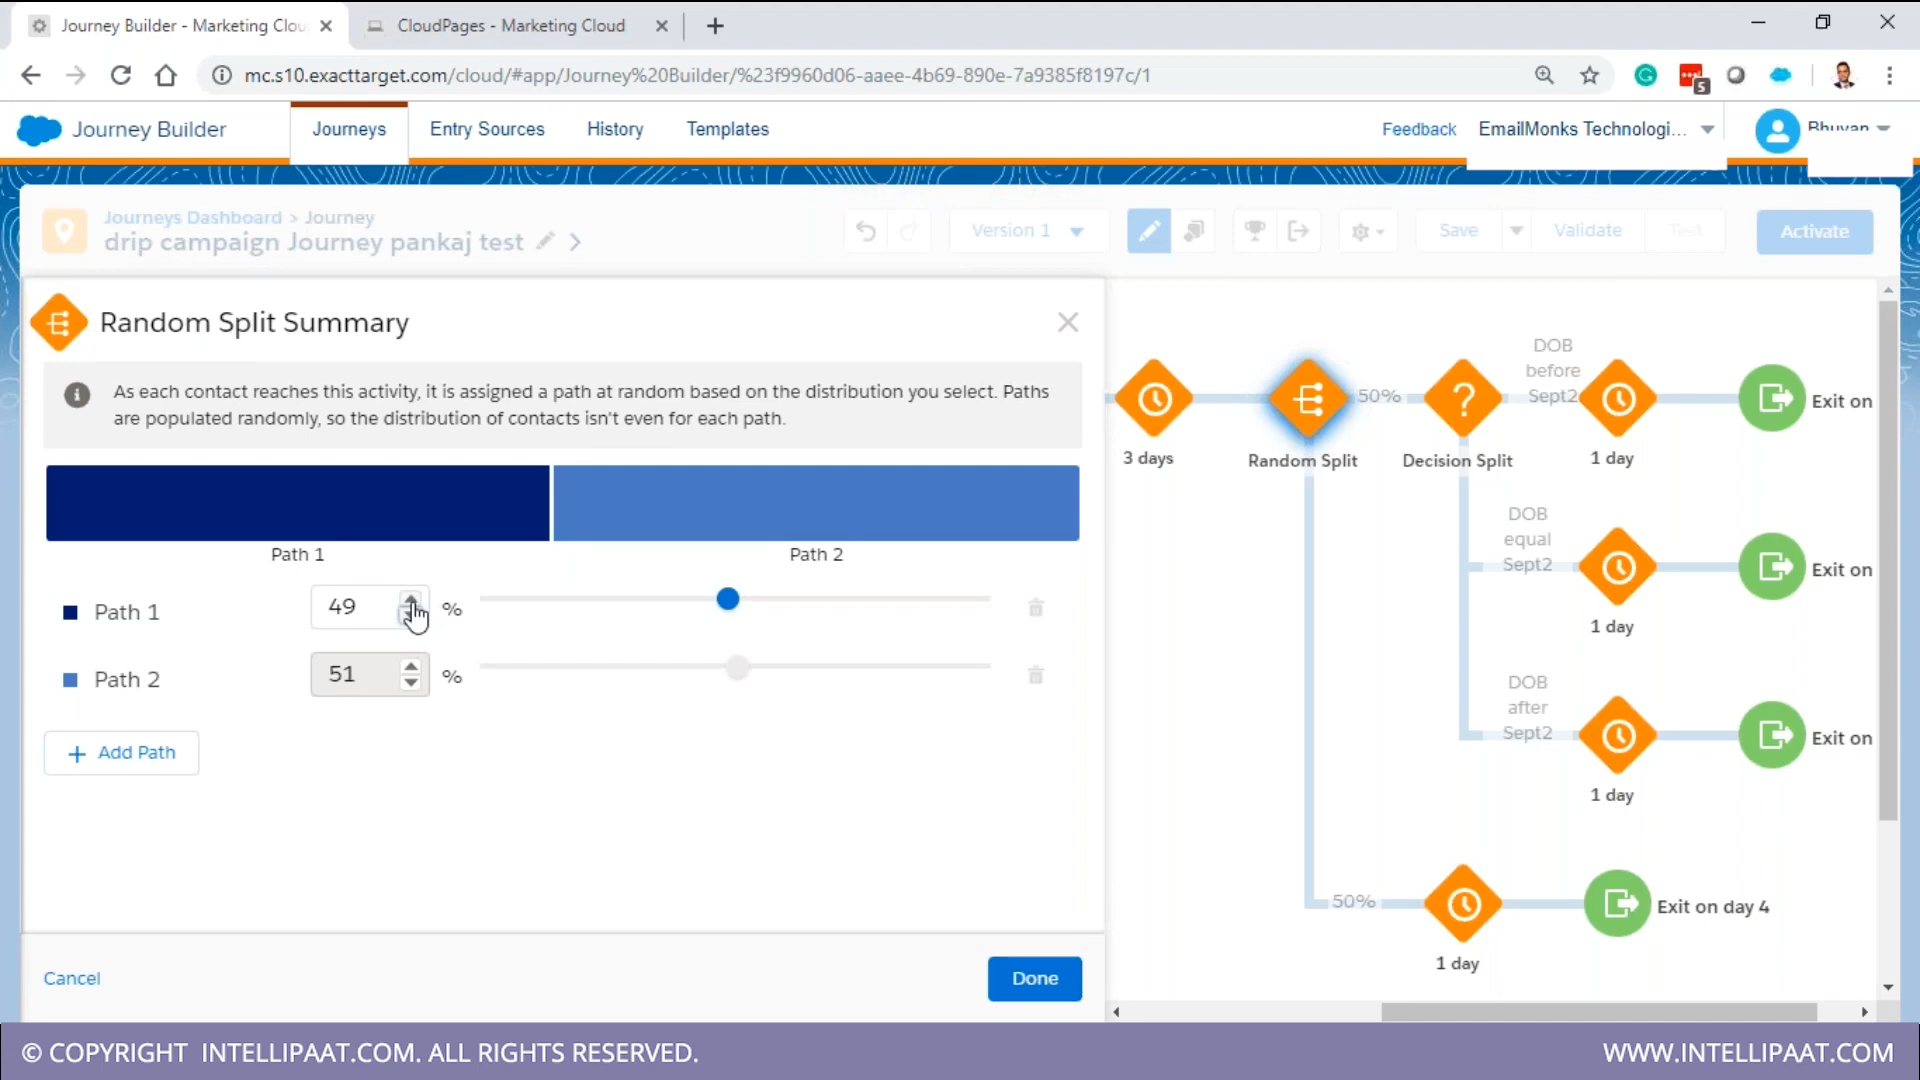 Journey Builder - Marketing Clou
CloudPages - Marketing Cloud
mc.s10.exacttarget.com/cloud/#app/Journey%20Builder/%23f9960d06-aaee-4b69-890e-7a9385f8197c/1
S
Journey Builder
Journeys
Entry Sources
History
Templates
Feedback
EmailMonks Technologi...
Bhuvan
Journeys Dashboard > Journey
drip campaign Journey pankaj test
Version 1
Save
Validate
Test
Activate
Random Split Summary
As each contact reaches this activity, it is assigned a path at random based on the distribution you select. Paths
are populated randomly, so the distribution of contacts isn't even for each path.
Path 1
Path 2
Path 1
49
%
Path 2
51
%
+ Add Path
Cancel
Done
3 days
Random Split
50%
Decision Split
DOB
before
Sept2
1 day
Exit on
DOB
equal
Sept2
1 day
Exit on
DOB
after
Sept2
1 day
Exit on
50%
1 day
Exit on day 4
© COPYRIGHT INTELLIPAAT.COM. ALL RIGHTS RESERVED.
WWW.INTELLIPAAT.COM